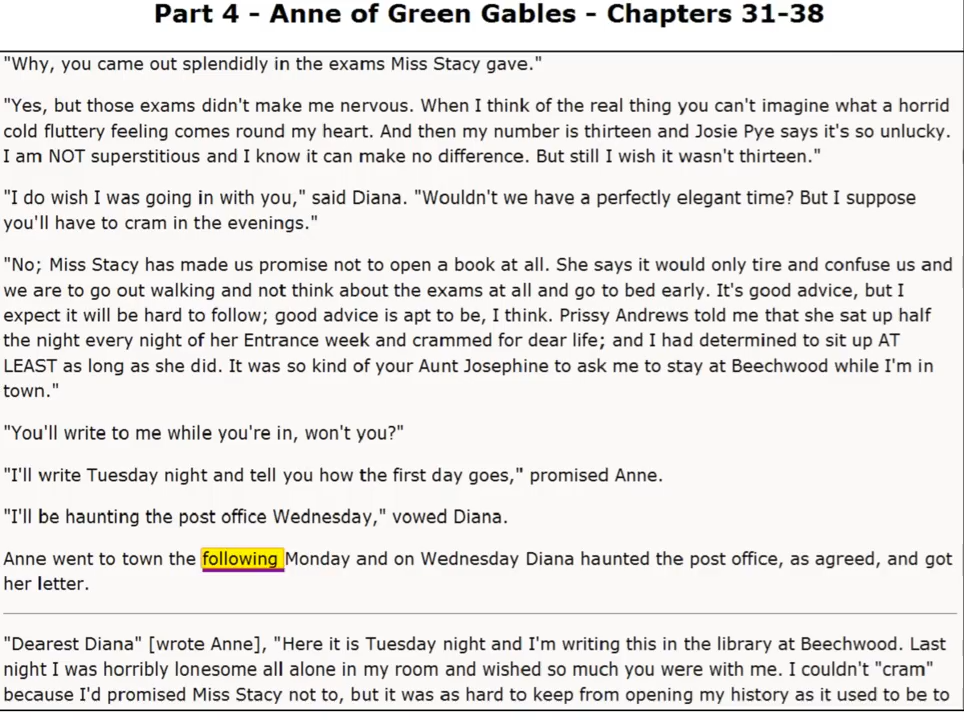 Part 4 - Anne of Green Gables - Chapters 31-38
"Why, you came out splendidly in the exams Miss Stacy gave."
"Yes, but those exams didn't make me nervous. When I think of the real thing you can't imagine what a horrid
cold fluttery feeling comes round my heart. And then my number is thirteen and Josie Pye says it's so unlucky.
I am NOT superstitious and I know it can make no difference. But still I wish it wasn't thirteen."
"I do wish I was going in with you," said Diana. "Wouldn't we have a perfectly elegant time? But I suppose
you'll have to cram in the evenings."
"No; Miss Stacy has made us promise not to open a book at all. She says it would only tire and confuse us and
we are to go out walking and not think about the exams at all and go to bed early. It's good advice, but I
expect it will be hard to follow; good advice is apt to be, I think. Prissy Andrews told me that she sat up half
the night every night of her Entrance week and crammed for dear life; and I had determined to sit up AT
LEAST as long as she did. It was so kind of your Aunt Josephine to ask me to stay at Beechwood while I'm in
town."
"You'll write to me while you're in, won't you?"
"I'll write Tuesday night and tell you how the first day goes," promised Anne.
"I'll be haunting the post office Wednesday," vowed Diana.
Anne went to town the following Monday and on Wednesday Diana haunted the post office, as agreed, and got
her letter.
"Dearest Diana" [wrote Anne], "Here it is Tuesday night and I'm writing this in the library at Beechwood. Last
night I was horribly lonesome all alone in my room and wished so much you were with me. I couldn't "cram"
because I'd promised Miss Stacy not to, but it was as hard to keep from opening my history as it used to be to